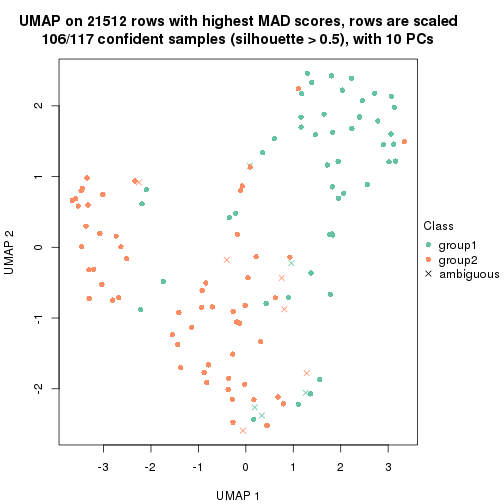 UMAP on 21512 rows with highest MAD scores, rows are scaled
106/117 confident samples (silhouette > 0.5), with 10 PCs
2
1
0
-1
-2
UMAP 2
-3
-2
-1
0
1
2
3
UMAP 1
Class
group1
group2
ambiguous